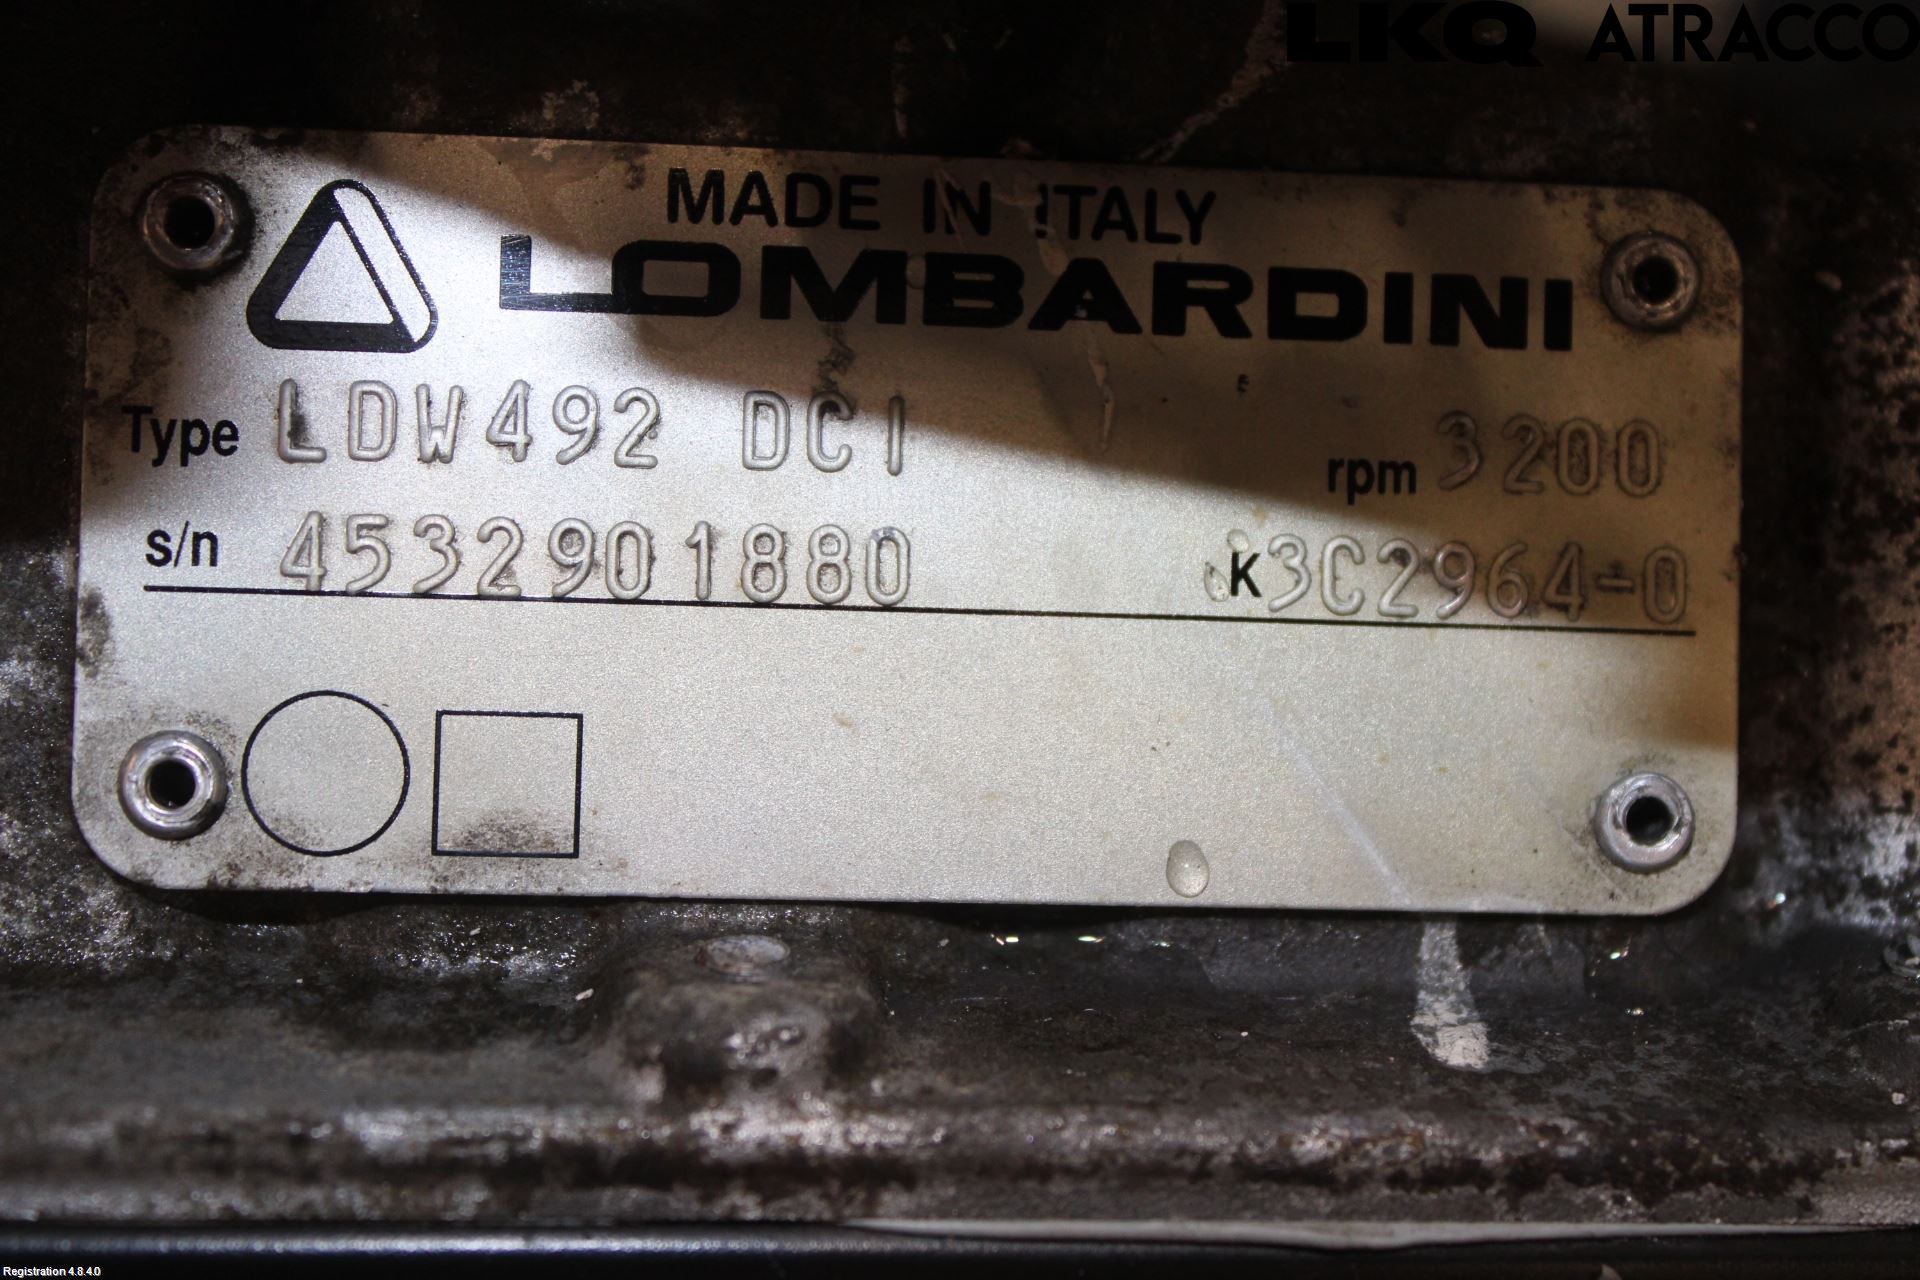 LKQ ATRACCO
MADE IN ITALY
LOMBARDINI
Type LDW492 DCI rpm 3200
s/n 4532901880 K3C2964-0
Registration 4.8.4.0